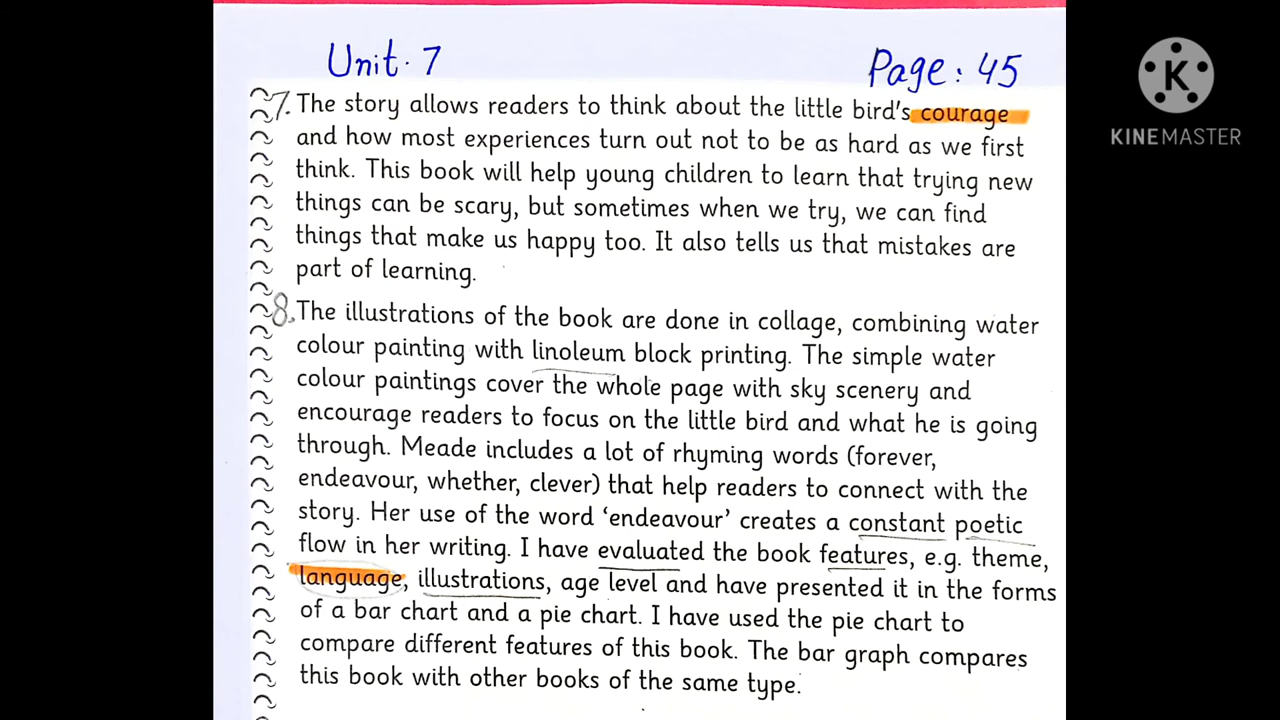 Unit. 7
Page: 45
K
KINEMASTER
7. The story allows readers to think about the little bird's courage
and how most experiences turn out not to be as hard as we first
think. This book will help young children to learn that trying new
things can be scary, but sometimes when we try, we can find
things that make us happy too. It also tells us that mistakes are
part of learning.
8. The illustrations of the book are done in collage, combining water
colour painting with linoleum block printing. The simple water
colour paintings cover the whole page with sky scenery and
encourage readers to focus on the little bird and what he is going
through. Meade includes a lot of rhyming words (forever,
endeavour, whether, clever) that help readers to connect with the
story. Her use of the word ‘endeavour’ creates a constant poetic
flow in her writing. I have evaluated the book features, e.g. theme,
language, illustrations, age level and have presented it in the forms
of a bar chart and a pie chart. I have used the pie chart to
compare different features of this book. The bar graph compares
this book with other books of the same type.